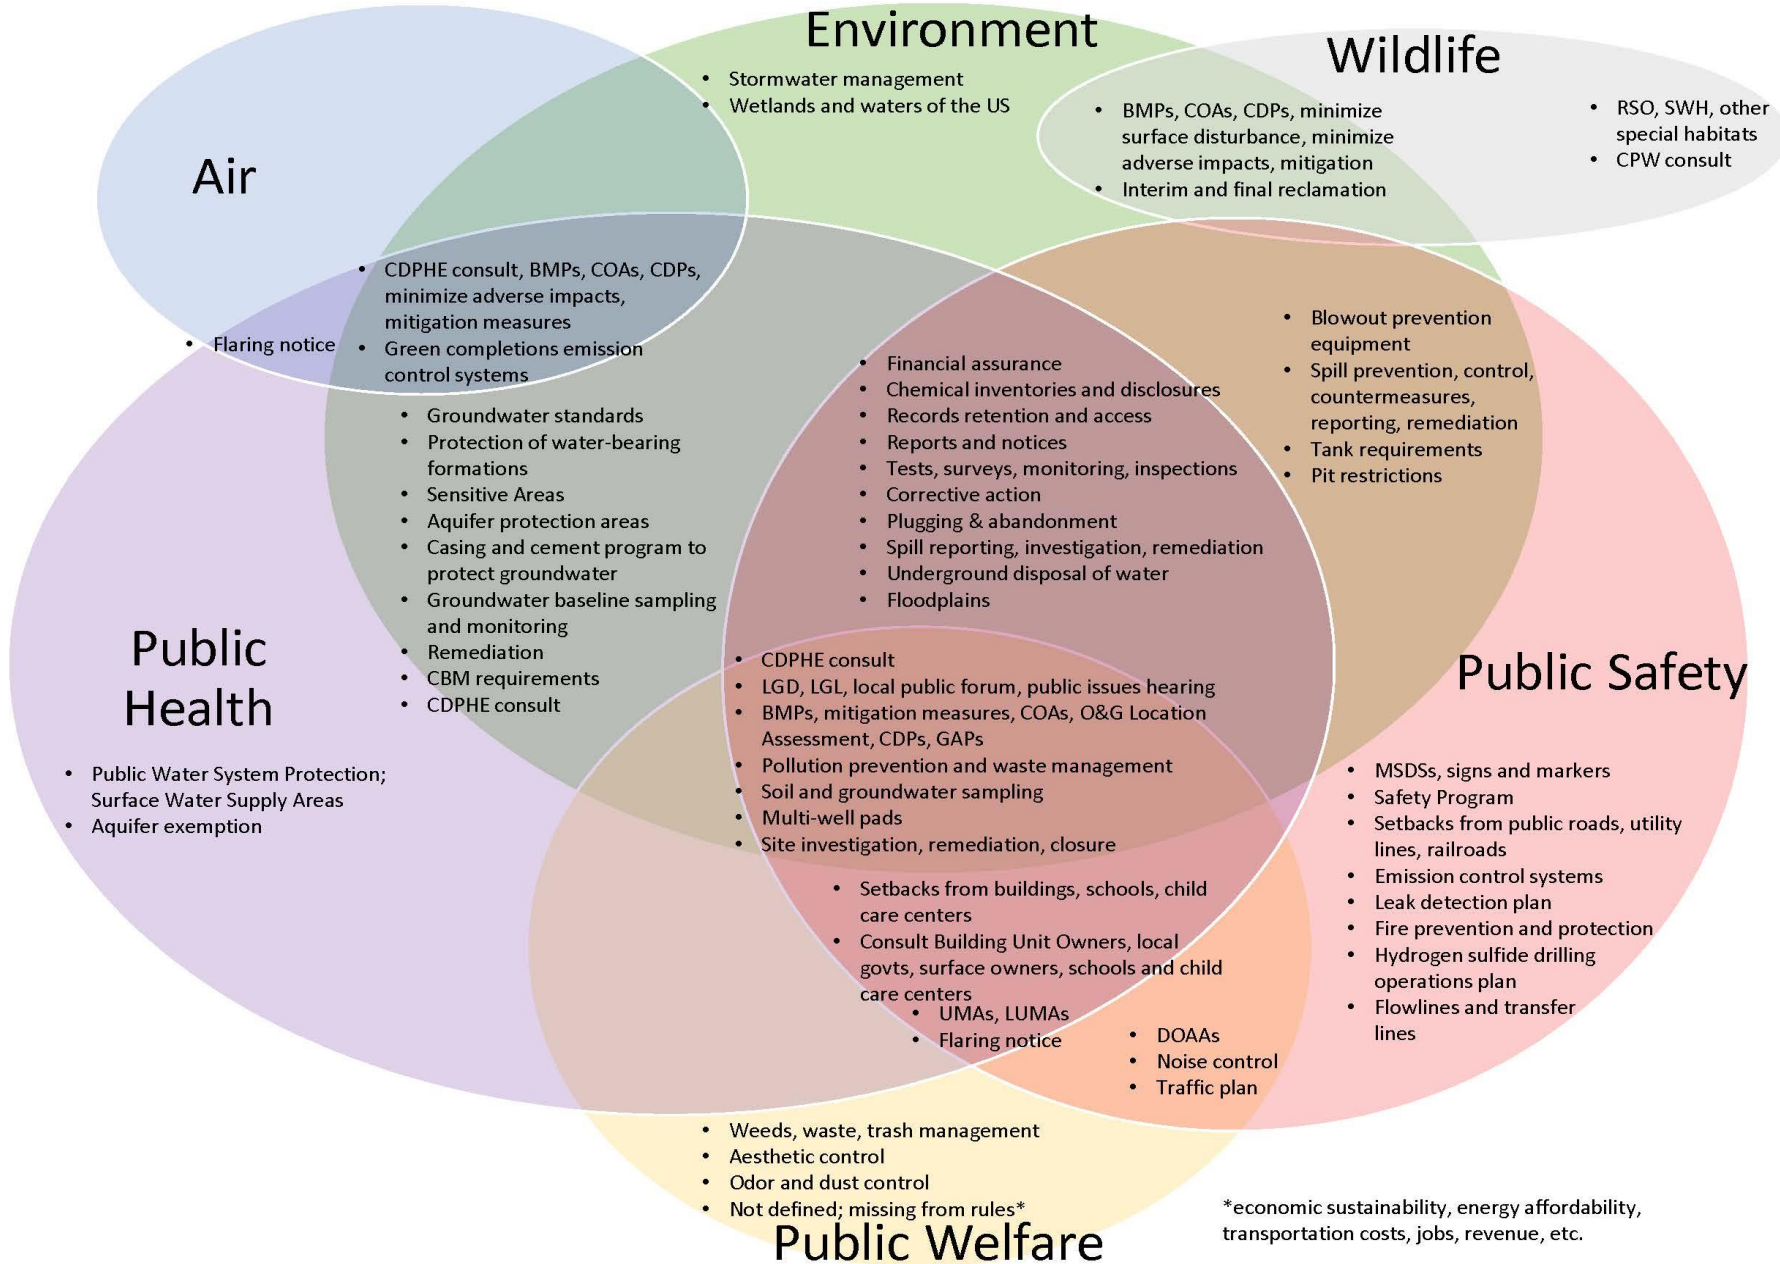 Environment
• Stormwater management
• Wetlands and waters of the US
Wildlife
• BMPs, COAs, CDPs, minimize
surface disturbance, minimize
adverse impacts, mitigation
• Interim and final reclamation
• RSO, SWH, other
special habitats
• CPW consult
Air
• CDPHE consult, BMPs, COAs, CDPs,
minimize adverse impacts,
mitigation measures
• Green completions emission
control systems
• Flaring notice
• Groundwater standards
• Protection of water-bearing
formations
• Sensitive Areas
• Aquifer protection areas
• Casing and cement program to
protect groundwater
• Groundwater baseline sampling
and monitoring
• Remediation
• CBM requirements
• CDPHE consult
• Financial assurance
• Chemical inventories and disclosures
• Records retention and access
• Reports and notices
• Tests, surveys, monitoring, inspections
• Corrective action
• Plugging & abandonment
• Spill reporting, investigation, remediation
• Underground disposal of water
• Floodplains
• Blowout prevention
equipment
• Spill prevention, control,
countermeasures,
reporting, remediation
• Tank requirements
• Pit restrictions
Public
Health
• Public Water System Protection;
Surface Water Supply Areas
• Aquifer exemption
• CDPHE consult
• LGD, LGL, local public forum, public issues hearing
• BMPs, mitigation measures, COAs, O&G Location
Assessment, CDPs, GAPs
• Pollution prevention and waste management
• Soil and groundwater sampling
• Multi-well pads
• Site investigation, remediation, closure
• Setbacks from buildings, schools, child
care centers
• Consult Building Unit Owners, local
govts, surface owners, schools and child
care centers
• UMAs, LUMAs
• Flaring notice
• DOAAs
• Noise control
• Traffic plan
Public Safety
• MSDSs, signs and markers
• Safety Program
• Setbacks from public roads, utility
lines, railroads
• Emission control systems
• Leak detection plan
• Fire prevention and protection
• Hydrogen sulfide drilling
operations plan
• Flowlines and transfer
lines
• Weeds, waste, trash management
• Aesthetic control
• Odor and dust control
• Not defined; missing from rules*
Public Welfare
*economic sustainability, energy affordability,
transportation costs, jobs, revenue, etc.